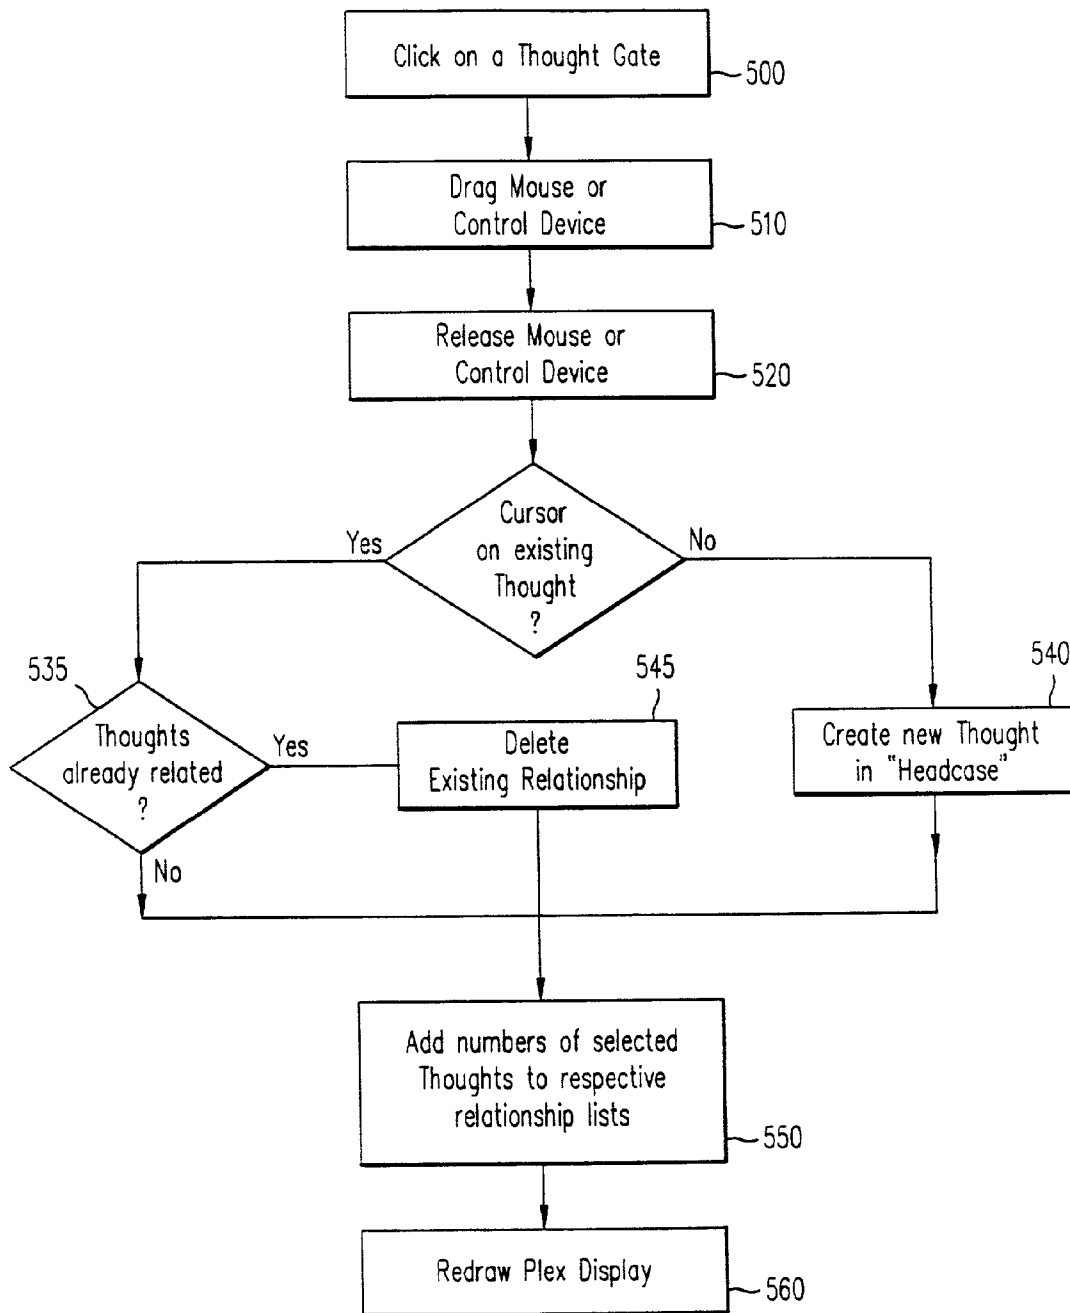 Click on a Thought Gate
500
Drag Mouse or
Control Device
510
Release Mouse or
Control Device
520
Cursor
on existing
Thought
?
Yes
No
535
Thoughts
already related
?
Yes
No
545
Delete
Existing Relationship
540
Create new Thought
in "Headcase"
Add numbers of selected
Thoughts to respective
relationship lists
550
Redraw Plex Display
560